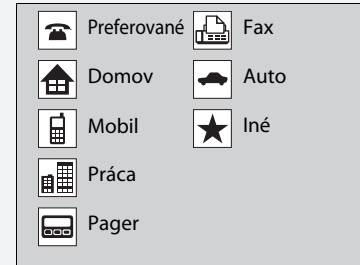 Preferované Fax
Domov Auto
Mobil Iné
Práca
Pager